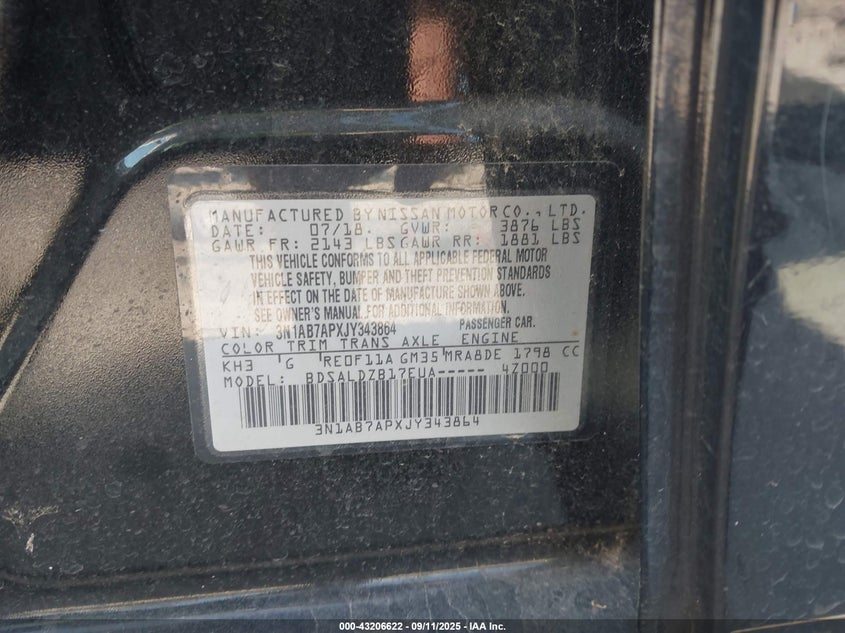 MANUFACTURED BY NISSAN MOTOR CO., LTD.
DATE: 07/18. GVWR: 3876 LBS
GAWR FR: 2143 LBS GAWR RR: 1881 LBS
THIS VEHICLE CONFORMS TO ALL APPLICABLE FEDERAL MOTOR
VEHICLE SAFETY, BUMPER AND THEFT PREVENTION STANDARDS
IN EFFECT ON THE DATE OF MANUFACTURE SHOWN ABOVE.
SEE OWNER'S MANUAL FOR ADDITIONAL INFORMATION.
VIN: 3N1AB7APXJY343864 PASSENGER CAR.
COLOR TRIM TRANS AXLE ENGINE
KH3 G RE0F11A GM35 MRA8DE 1798 CC
MODEL: BDSALDZB17EUA----- 42000
3N1AB7APXJY343864
000-43206622 - 09/11/2025 - IAA Inc.